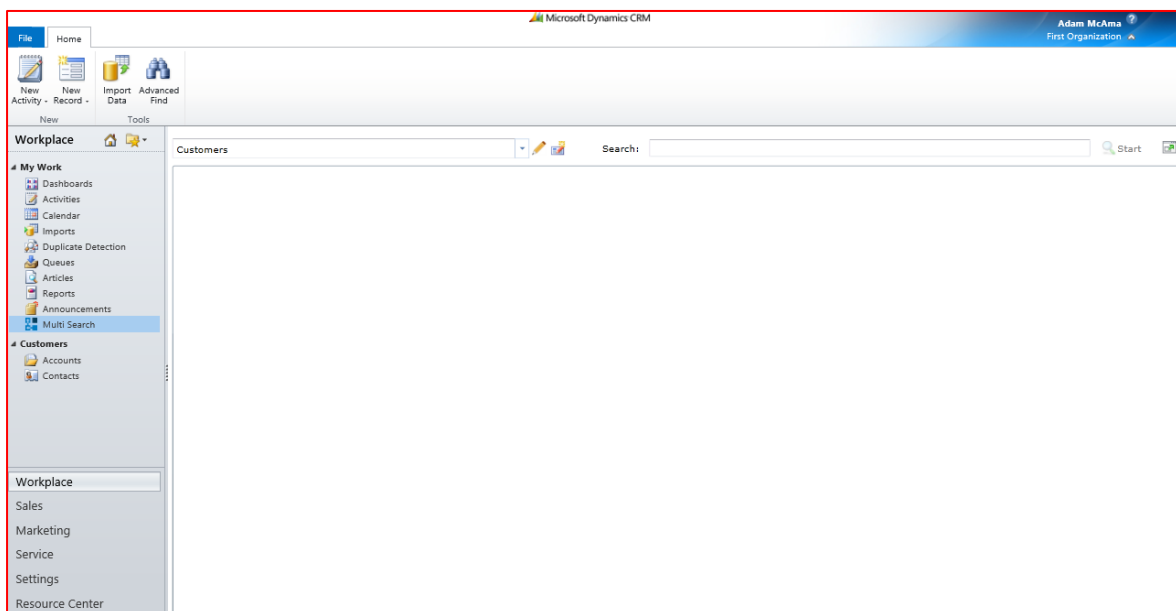 Microsoft Dynamics CRM
Adam McAma
First Organization
File Home
New Activity
New Record
Import Data
Advanced Find
New
Tools
Workplace
Customers
Search:
Start
My Work
Dashboards
Activities
Calendar
Imports
Duplicate Detection
Queues
Articles
Reports
Announcements
Multi Search
Customers
Accounts
Contacts
Workplace
Sales
Marketing
Service
Settings
Resource Center